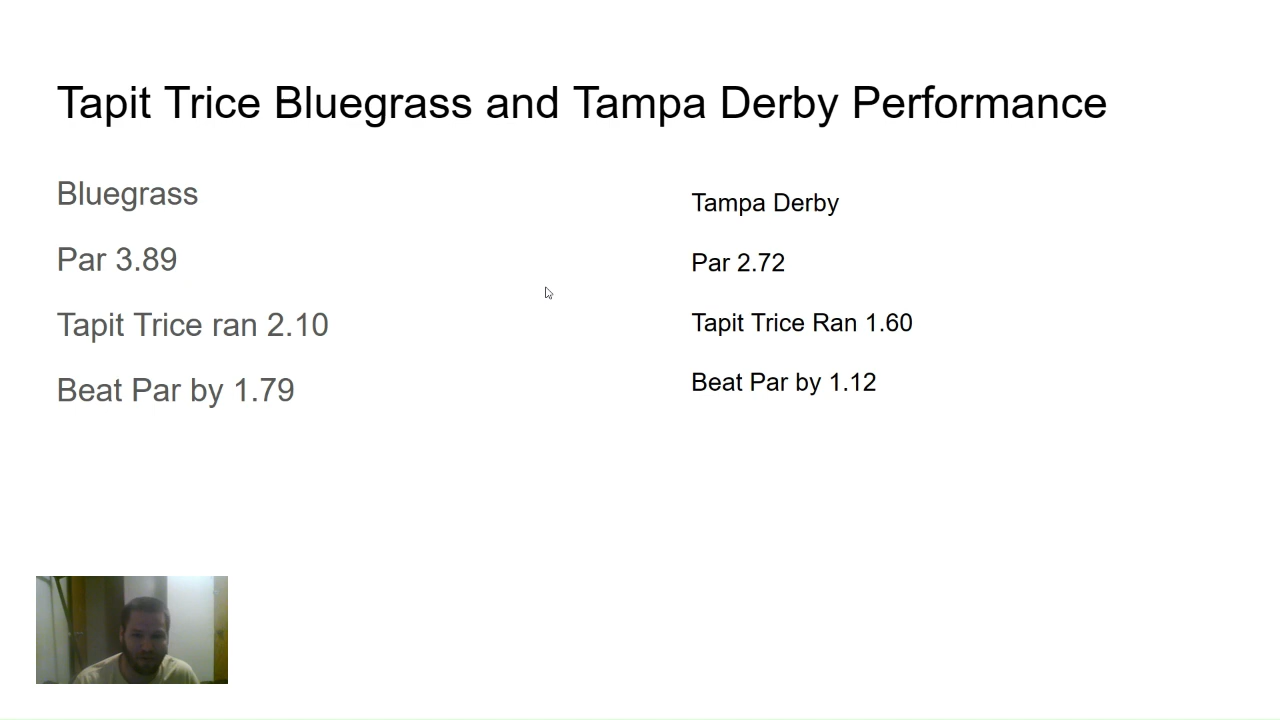 Tapit Trice Bluegrass and Tampa Derby Performance
Bluegrass
Par 3.89
Tapit Trice ran 2.10
Beat Par by 1.79
Tampa Derby
Par 2.72
Tapit Trice Ran 1.60
Beat Par by 1.12